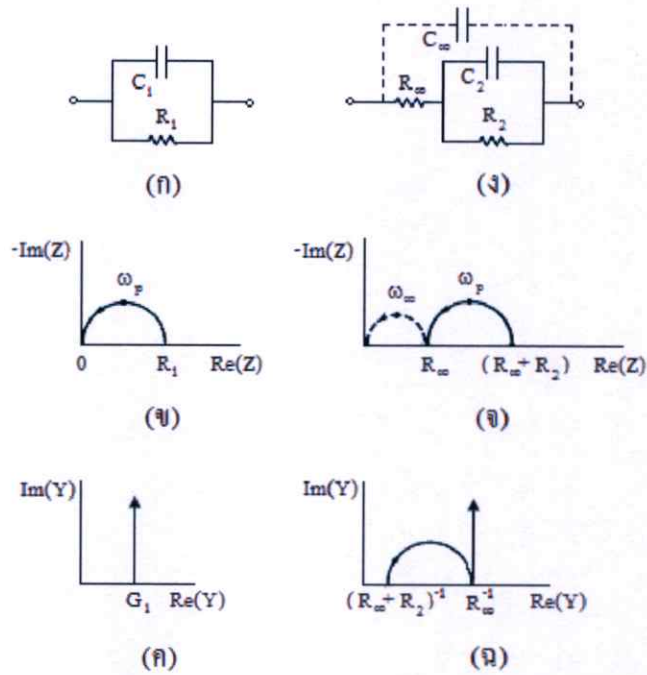 C∞
C₁
R₁
R∞
C₂
R₂
(ก)
(ง)
-Im(Z)
ωₚ
0
R₁
Re(Z)
-Im(Z)
ω∞
ωₚ
R∞
(R∞+ R₂)
Re(Z)
(ข)
(จ)
Im(Y)
G₁
Re(Y)
Im(Y)
(R∞+ R₂)⁻¹
R∞⁻¹
Re(Y)
(ค)
(ฉ)